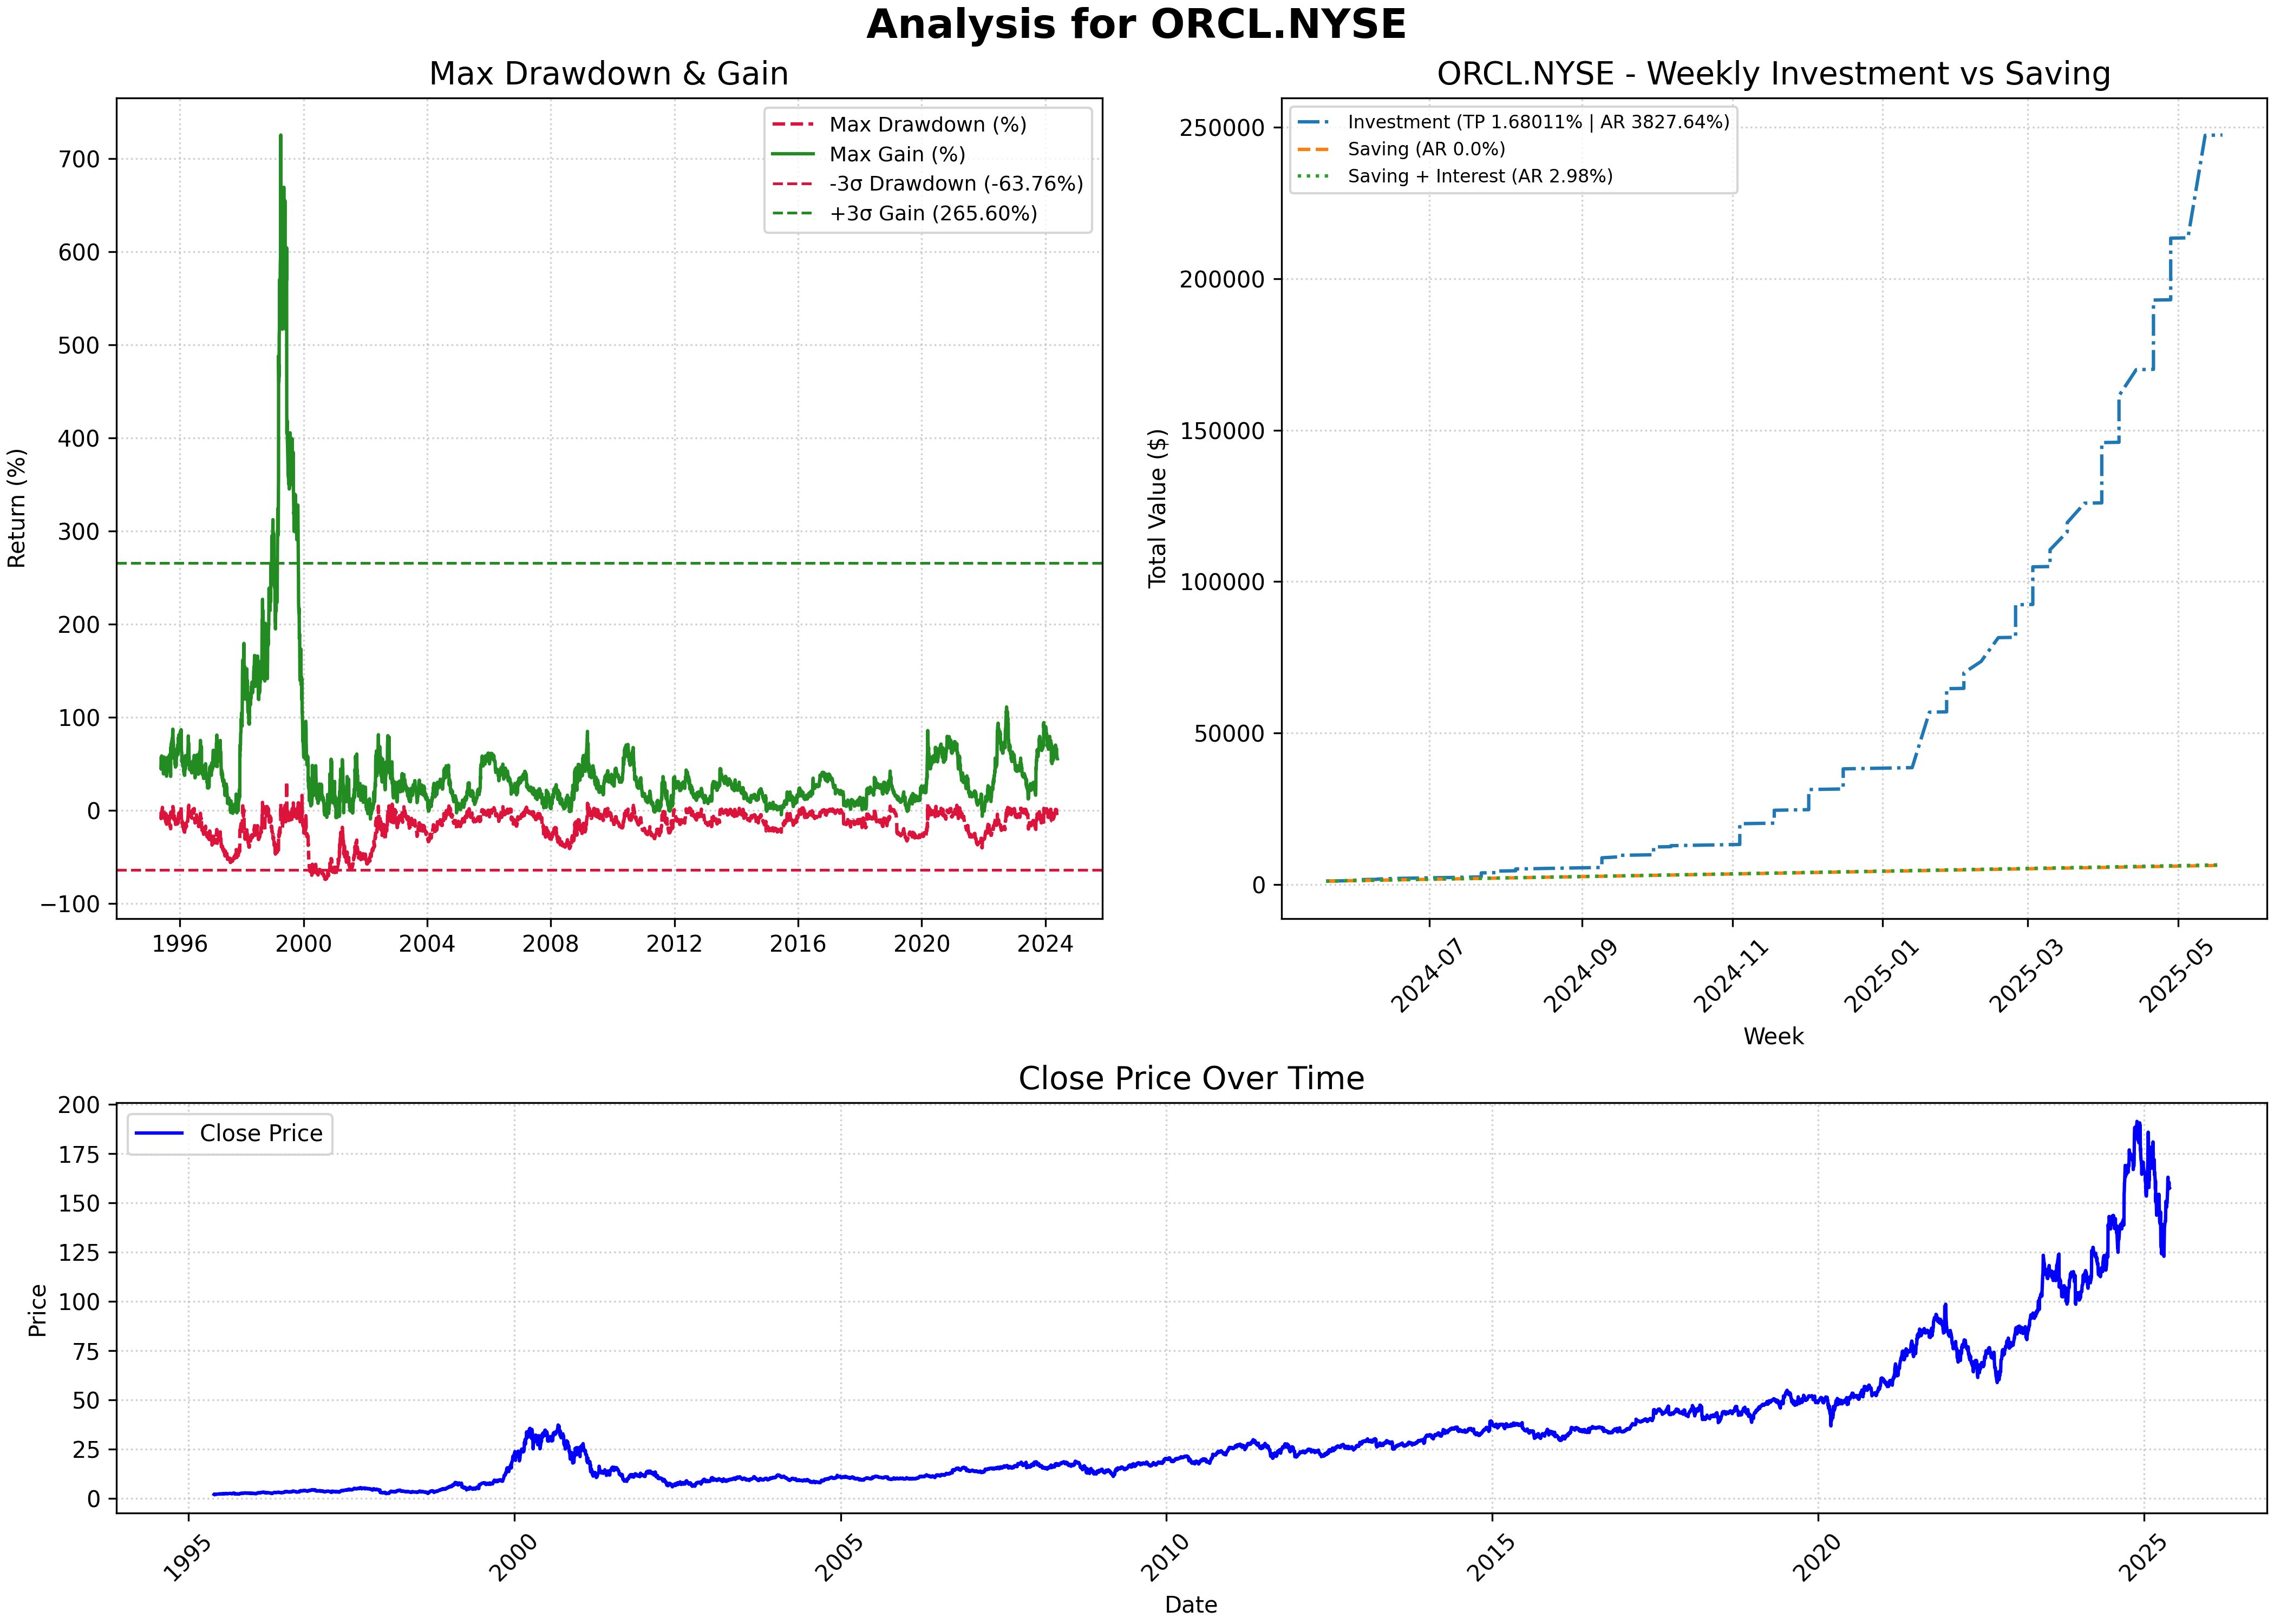 Analysis for ORCL.NYSE
Max Drawdown & Gain
Return (%)
700
600
500
400
300
200
100
0
−100
1996
2000
2004
2008
2012
2016
2020
2024
Max Drawdown (%)
Max Gain (%)
-3σ Drawdown (-63.76%)
+3σ Gain (265.60%)
ORCL.NYSE - Weekly Investment vs Saving
Total Value ($)
250000
200000
150000
100000
50000
0
Investment (TP 1.68011% | AR 3827.64%)
Saving (AR 0.0%)
Saving + Interest (AR 2.98%)
2024-07
2024-09
2024-11
2025-01
2025-03
2025-05
Week
Close Price Over Time
Price
200
175
150
125
100
75
50
25
0
Close Price
1995
2000
2005
2010
2015
2020
2025
Date